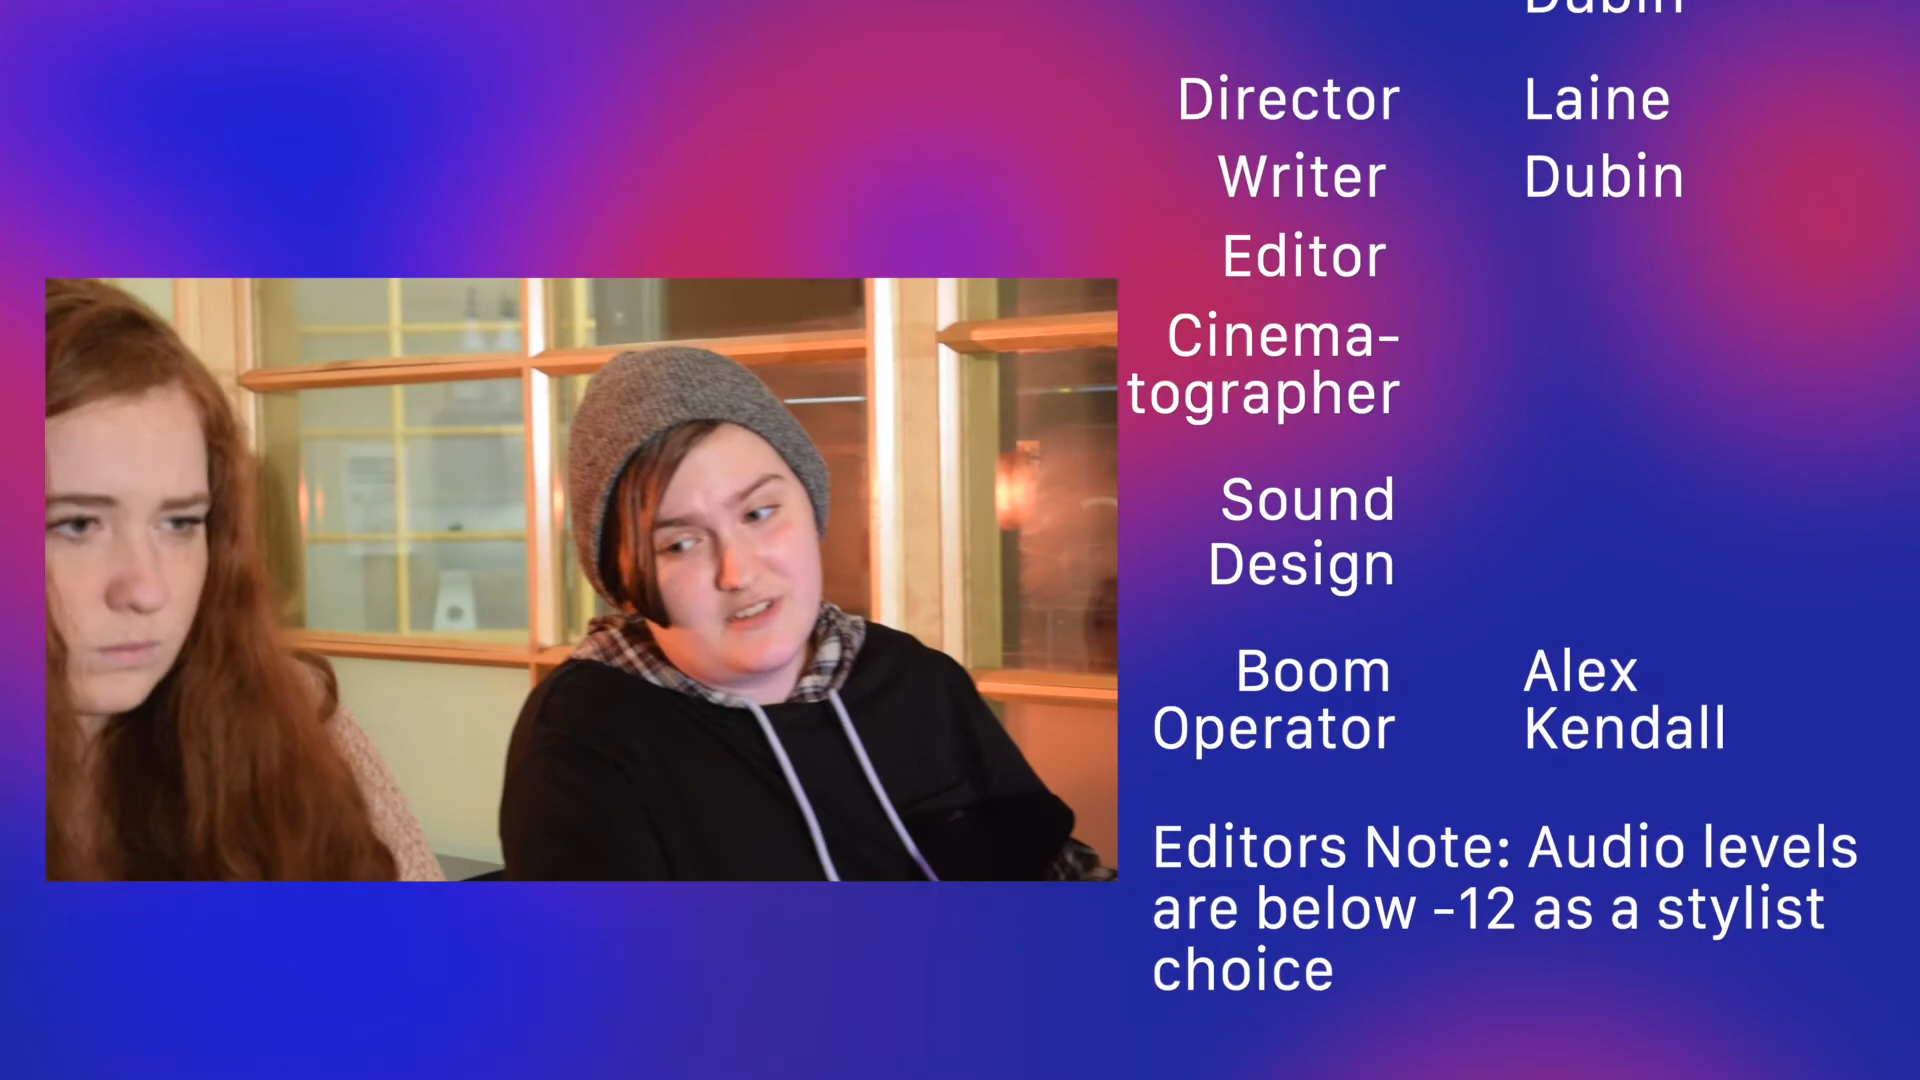 Dubin
Director Laine
Writer Dubin
Editor
Cinema-
tographer
Sound
Design
Boom Alex
Operator Kendall
Editors Note: Audio levels
are below -12 as a stylist
choice